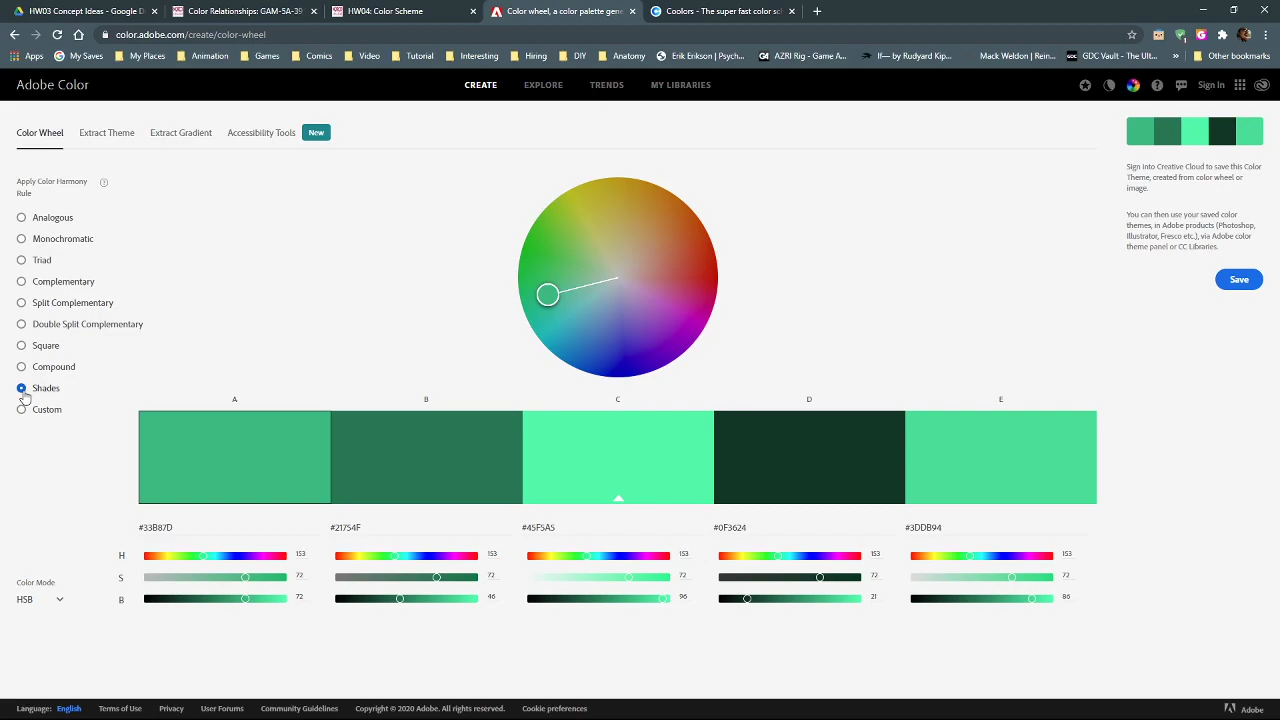 HW03 Concept Ideas - Google D
Color Relationships: GAM-5A-39
HW04: Color Scheme
Color wheel, a color palette gene
Coolors - The super fast color sc
color.adobe.com/create/color-wheel
Apps My Places Animation Games Comics Video Tutorial Interesting Hiring DIY Anatomy Erik Erikson | Psych... AZRI Rig - Game A... If— by Rudyard Kip... Mack Weldon | Rein... GDC Vault - The Ult... » Other bookmarks
Adobe Color
CREATE EXPLORE TRENDS MY LIBRARIES Sign In
Color Wheel Extract Theme Extract Gradient Accessibility Tools New
Apply Color Harmony
Rule
Analogous
Monochromatic
Triad
Complementary
Split Complementary
Double Split Complementary
Square
Compound
Shades
Custom
Sign into Creative Cloud to save this Color
Theme, created from color wheel or
image.
You can then use your saved color
themes, in Adobe products (Photoshop,
Illustrator, Fresco etc.), via Adobe color
theme panel or CC Libraries.
Save
A B C D E
#33B87D #21754F #45F5A5 #0F3624 #3DDB94
H 153 153 153 153 153
S 72 72 72 72 72
B 72 46 96 21 86
Color Mode
HSB
Language: English Terms of Use Privacy User Forums Community Guidelines Copyright © 2020 Adobe. All rights reserved. Cookie preferences Adobe